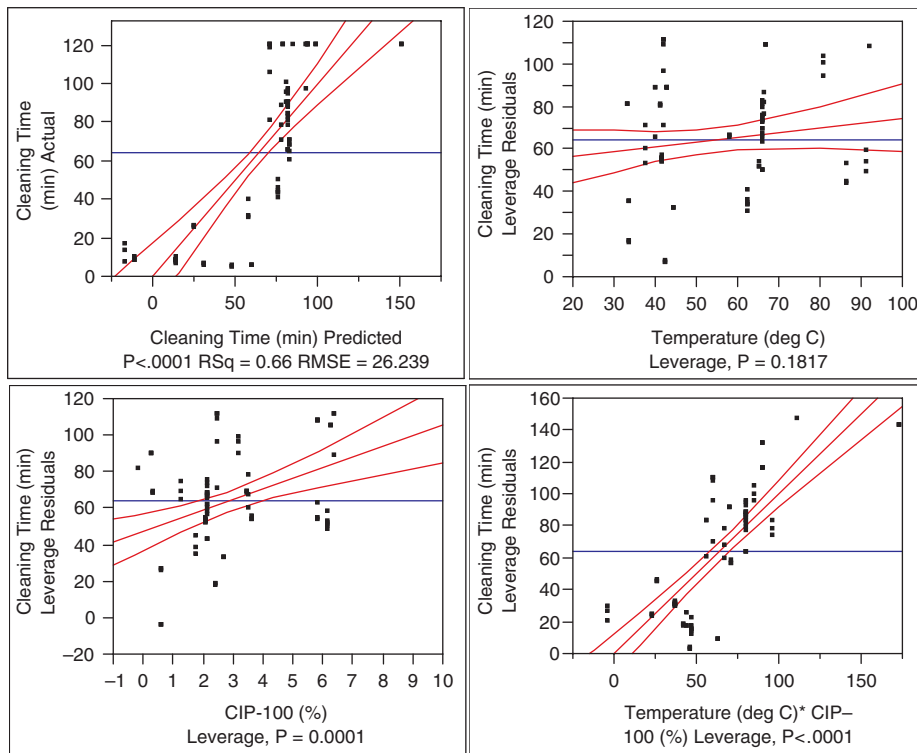 120
100
80
60
40
20
0
Cleaning Time
(min) Actual
0 50 100 150
Cleaning Time (min) Predicted
P<.0001 RSq = 0.66 RMSE = 26.239
120
100
80
60
40
20
0
Cleaning Time (min)
Leverage Residuals
20 30 40 50 60 70 80 90 100
Temperature (deg C)
Leverage, P = 0.1817
120
100
80
60
40
20
0
–20
Cleaning Time (min)
Leverage Residuals
–1 0 1 2 3 4 5 6 7 8 9 10
CIP-100 (%)
Leverage, P = 0.0001
160
140
120
100
80
60
40
20
0
Cleaning Time (min)
Leverage Residuals
0 50 100 150
Temperature (deg C)* CIP–
100 (%) Leverage, P<.0001